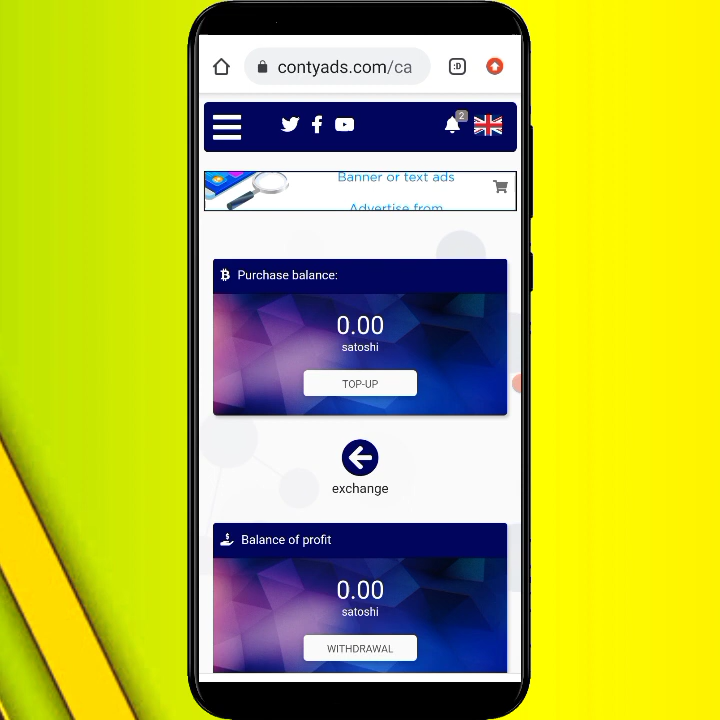 contyads.com/ca
:D
2
Banner or text ads
Advertise from
Purchase balance:
0.00
satoshi
TOP-UP
exchange
Balance of profit
0.00
satoshi
WITHDRAWAL